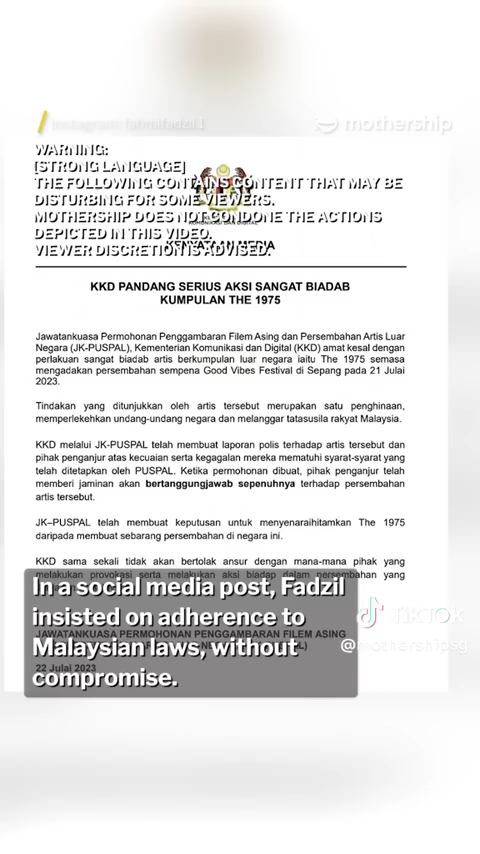 Instagram: fahmifadzil1
mothership
WARNING:
[STRONG LANGUAGE]
THE FOLLOWING CONTAINS CONTENT THAT MAY BE
DISTURBING FOR SOME VIEWERS.
MOTHERSHIP DOES NOT CONDONE THE ACTIONS
DEPICTED IN THIS VIDEO.
VIEWER DISCRETION IS ADVISED.
KENYATAAN MEDIA
KKD PANDANG SERIUS AKSI SANGAT BIADAB
KUMPULAN THE 1975
Jawatankuasa Permohonan Penggambaran Filem Asing dan Persembahan Artis Luar
Negara (JK-PUSPAL), Kementerian Komunikasi dan Digital (KKD) amat kesal dengan
perlakuan sangat biadab artis berkumpulan luar negara iaitu The 1975 semasa
mengadakan persembahan sempena Good Vibes Festival di Sepang pada 21 Julai
2023.
Tindakan yang ditunjukkan oleh artis tersebut merupakan satu penghinaan,
memperlekehkan undang-undang negara dan melanggar tatasusila rakyat Malaysia.
KKD melalui JK-PUSPAL telah membuat laporan polis terhadap artis tersebut dan
pihak penganjur atas kecuaian serta kegagalan mereka mematuhi syarat-syarat yang
telah ditetapkan oleh PUSPAL. Ketika permohonan dibuat, pihak penganjur telah
memberi jaminan akan bertanggungjawab sepenuhnya terhadap persembahan
artis tersebut.
JK–PUSPAL telah membuat keputusan untuk menyenaraihitamkan The 1975
daripada membuat sebarang persembahan di negara ini.
KKD sama sekali tidak akan bertolak ansur dengan mana-mana pihak yang
melakukan provokasi serta melakukan aksi biadap dalam persembahan yang
In a social media post, Fadzil
insisted on adherence to
Malaysian laws, without
compromise.
JAWATANKUASA PERMOHONAN PENGGAMBARAN FILEM ASING
22 Julai 2023
TikTok
@mothershipsg